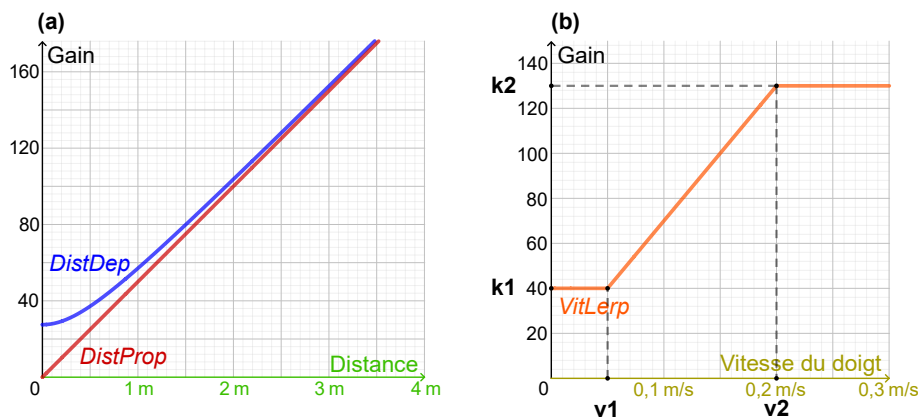 (a)
Gain
160
120
80
DistDep
40
DistProp
Distance
0
1 m
2 m
3 m
4 m
(b)
Gain
140
k2
120
100
80
60
k1
40
VitLerp
20
Vitesse du doigt
0
0,1 m/s
0,2 m/s
0,3 m/s
v1
v2